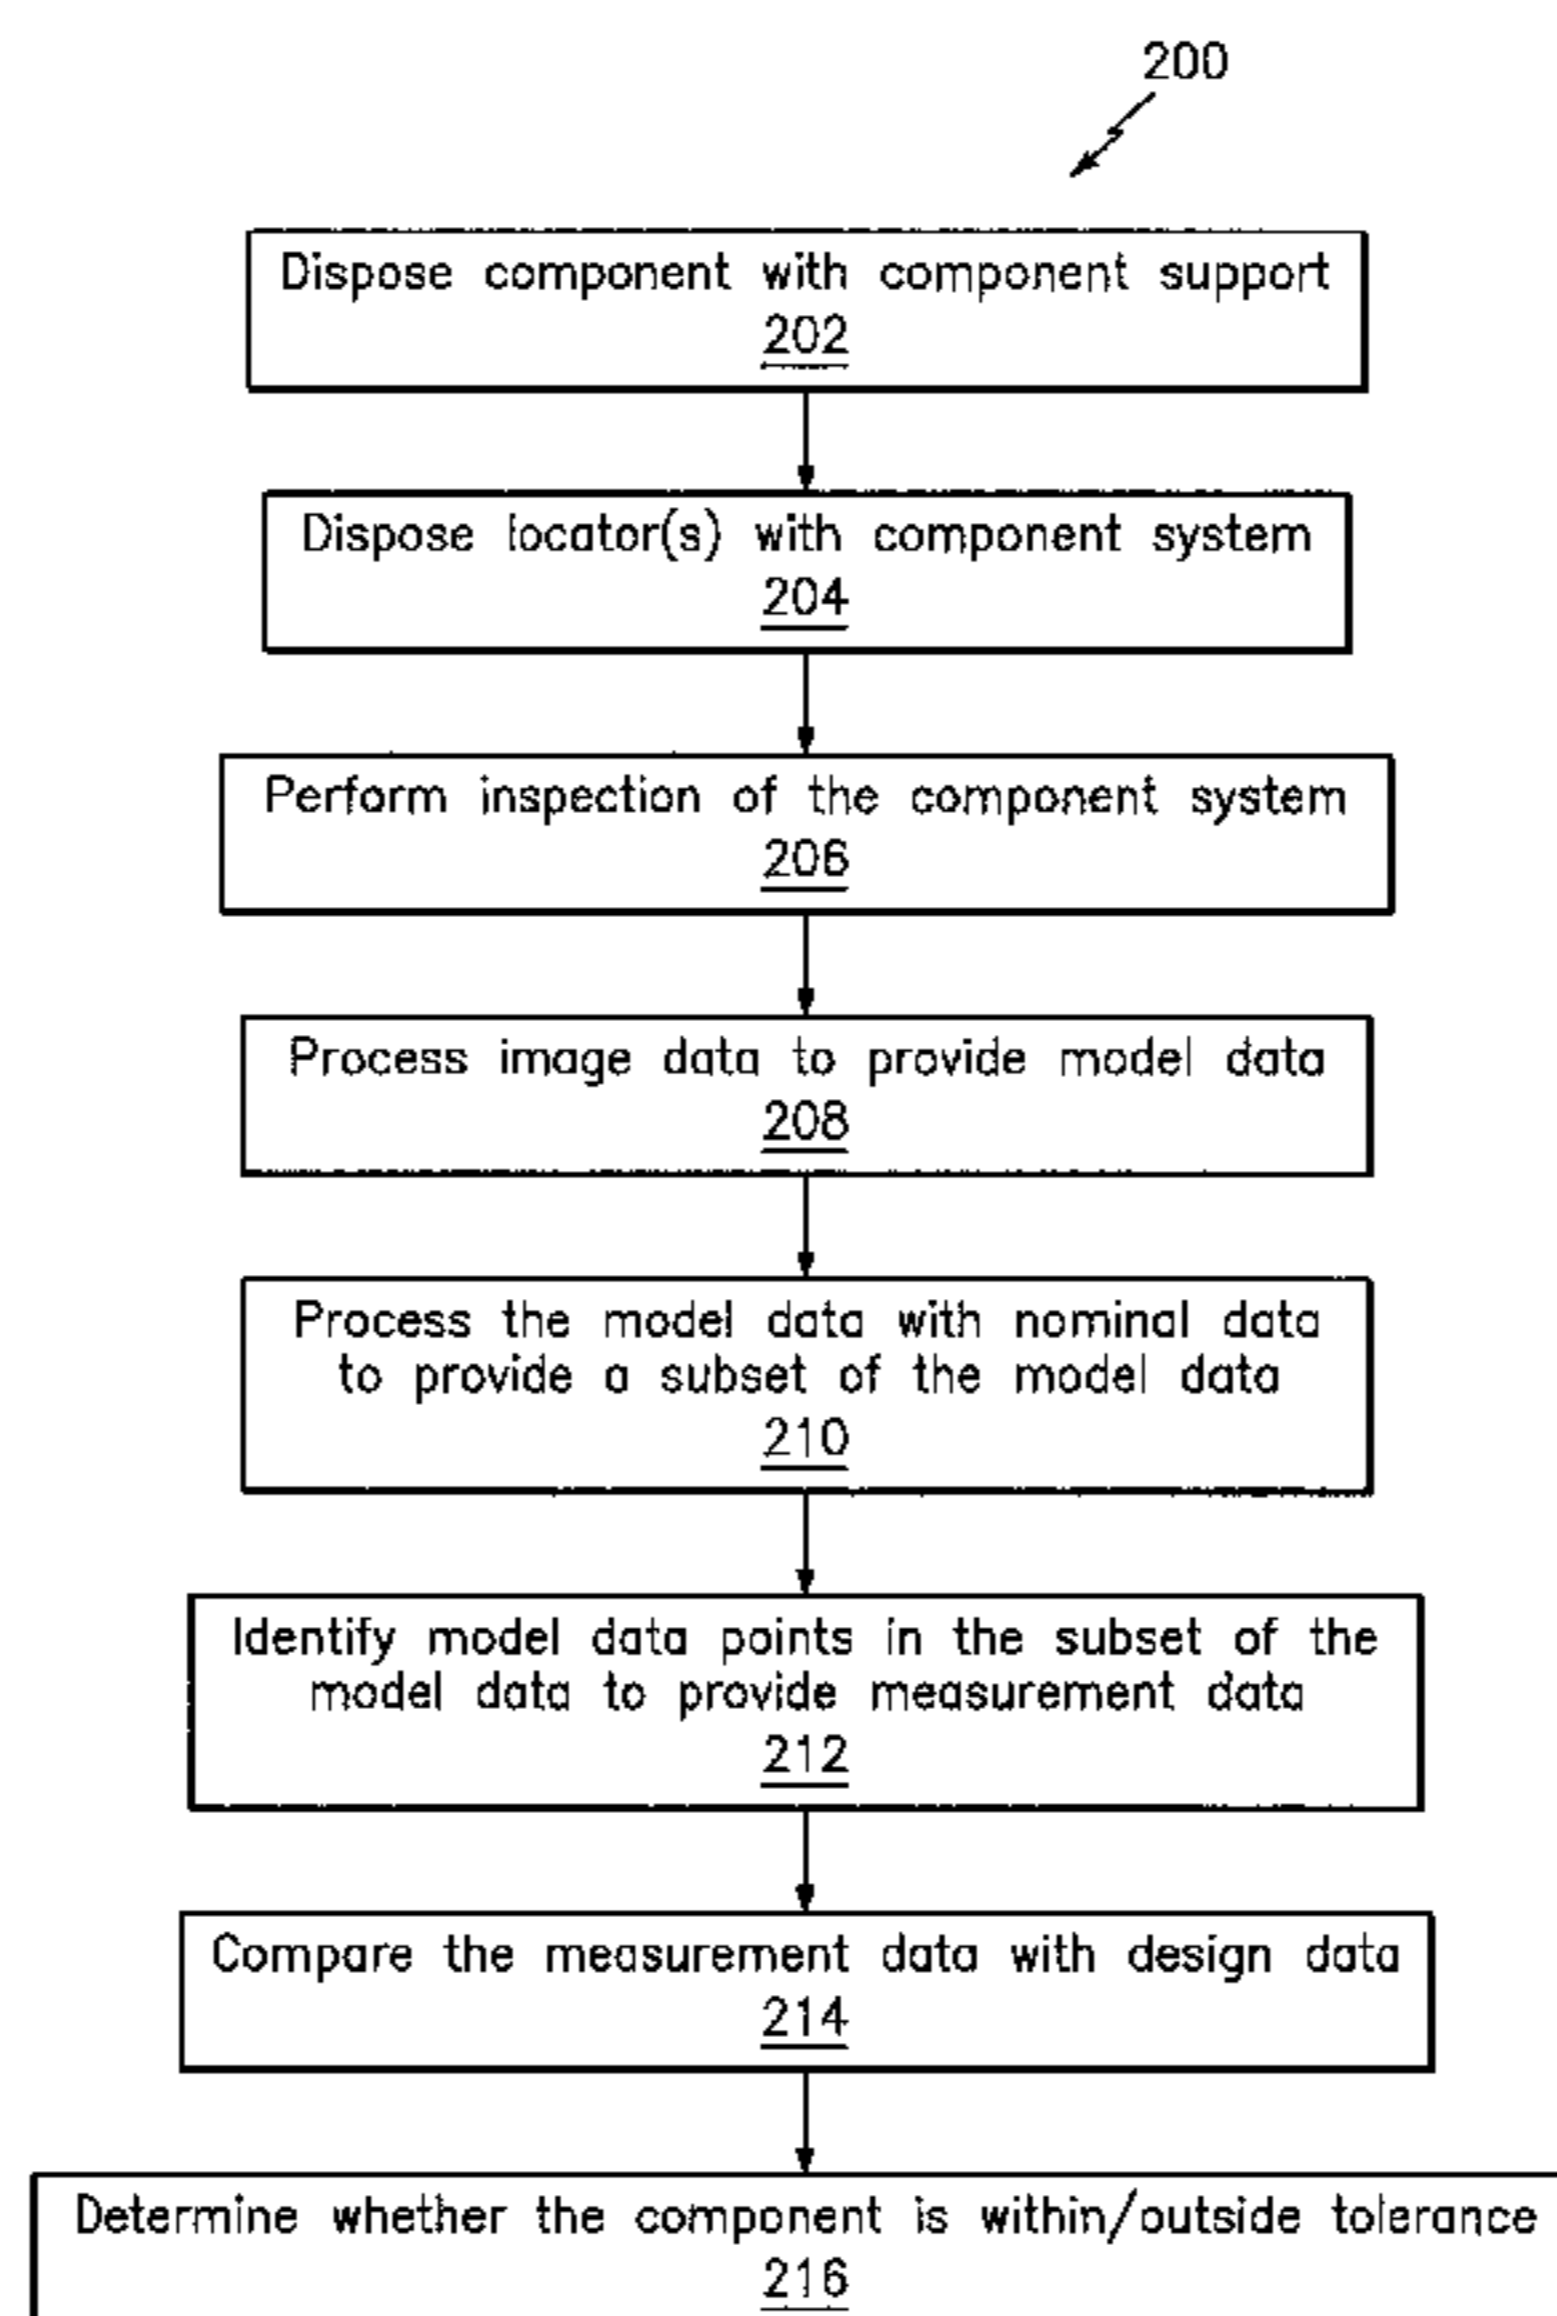 200
Dispose component with component support
202
Dispose locator(s) with component system
204
Perform inspection of the component system
206
Process image data to provide model data
208
Process the model data with nominal data
to provide a subset of the model data
210
Identify model data points in the subset of the
model data to provide measurement data
212
Compare the measurement data with design data
214
Determine whether the component is within/outside tolerance
216